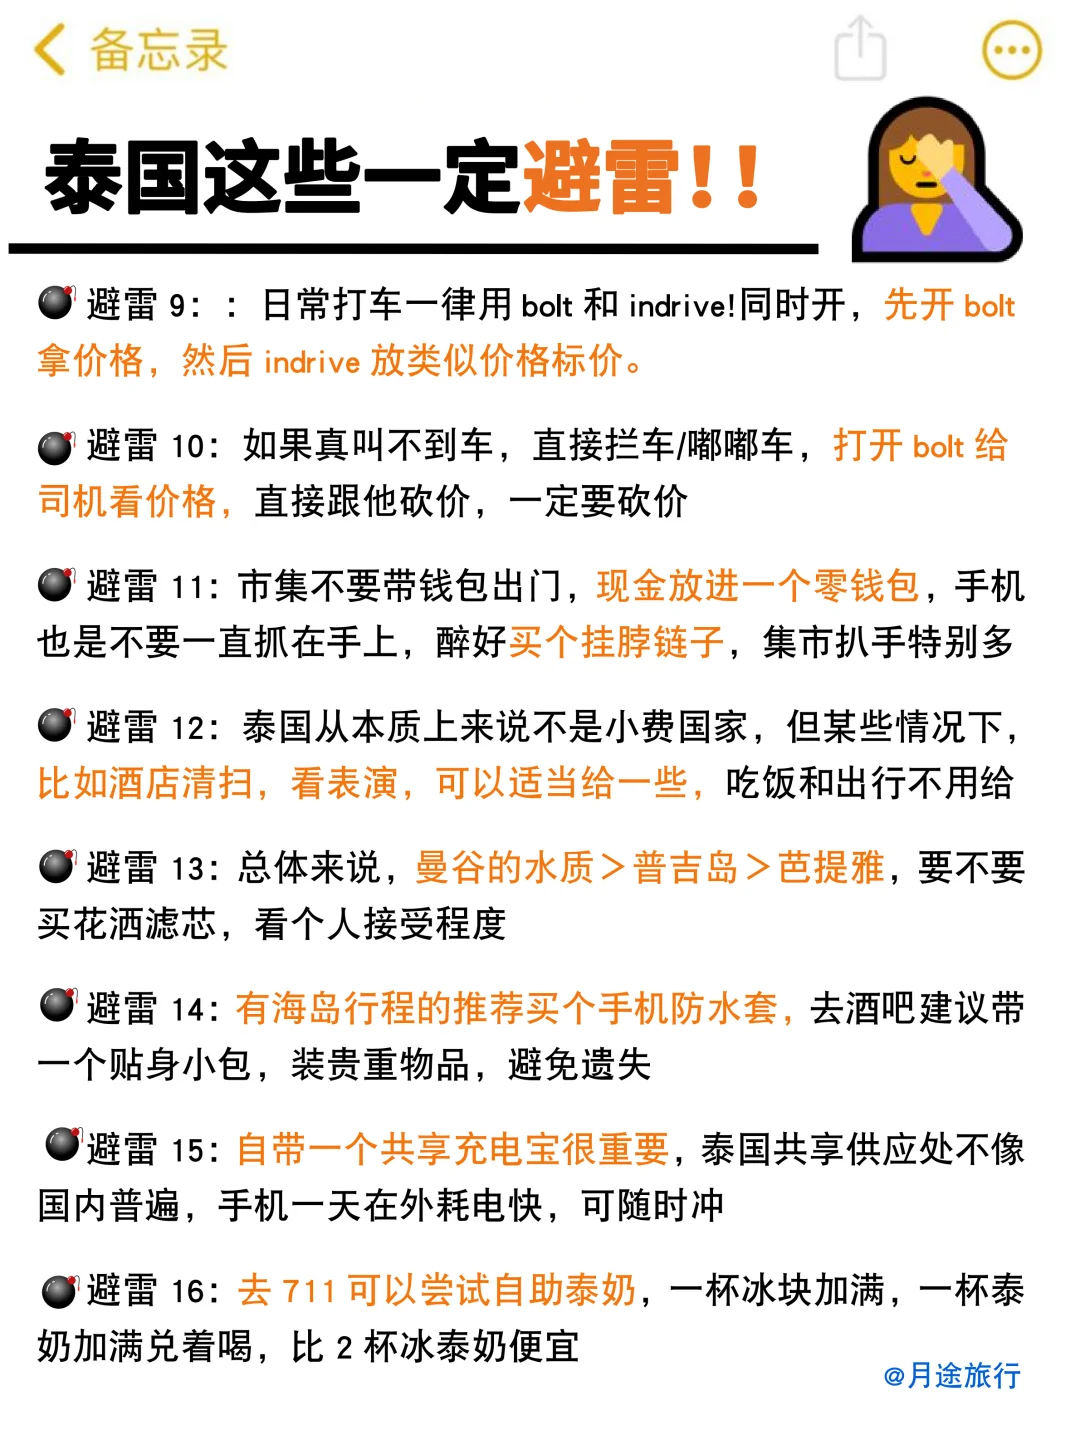 备忘录
泰国这些一定避雷!!
避雷 9：：日常打车一律用 bolt 和 indrive!同时开，先开 bolt
拿价格，然后 indrive 放类似价格标价。
避雷 10：如果真叫不到车，直接拦车/嘟嘟车，打开 bolt 给
司机看价格，直接跟他砍价，一定要砍价
避雷 11：市集不要带钱包出门，现金放进一个零钱包，手机
也是不要一直抓在手上，醉好买个挂脖链子，集市扒手特别多
避雷 12：泰国从本质上来说不是小费国家，但某些情况下，
比如酒店清扫，看表演，可以适当给一些，吃饭和出行不用给
避雷 13：总体来说，曼谷的水质＞普吉岛＞芭提雅，要不要
买花洒滤芯，看个人接受程度
避雷 14：有海岛行程的推荐买个手机防水套，去酒吧建议带
一个贴身小包，装贵重物品，避免遗失
避雷 15：自带一个共享充电宝很重要，泰国共享供应处不像
国内普遍，手机一天在外耗电快，可随时冲
避雷 16：去 711 可以尝试自助泰奶，一杯冰块加满，一杯泰
奶加满兑着喝，比 2 杯冰泰奶便宜
@月途旅行